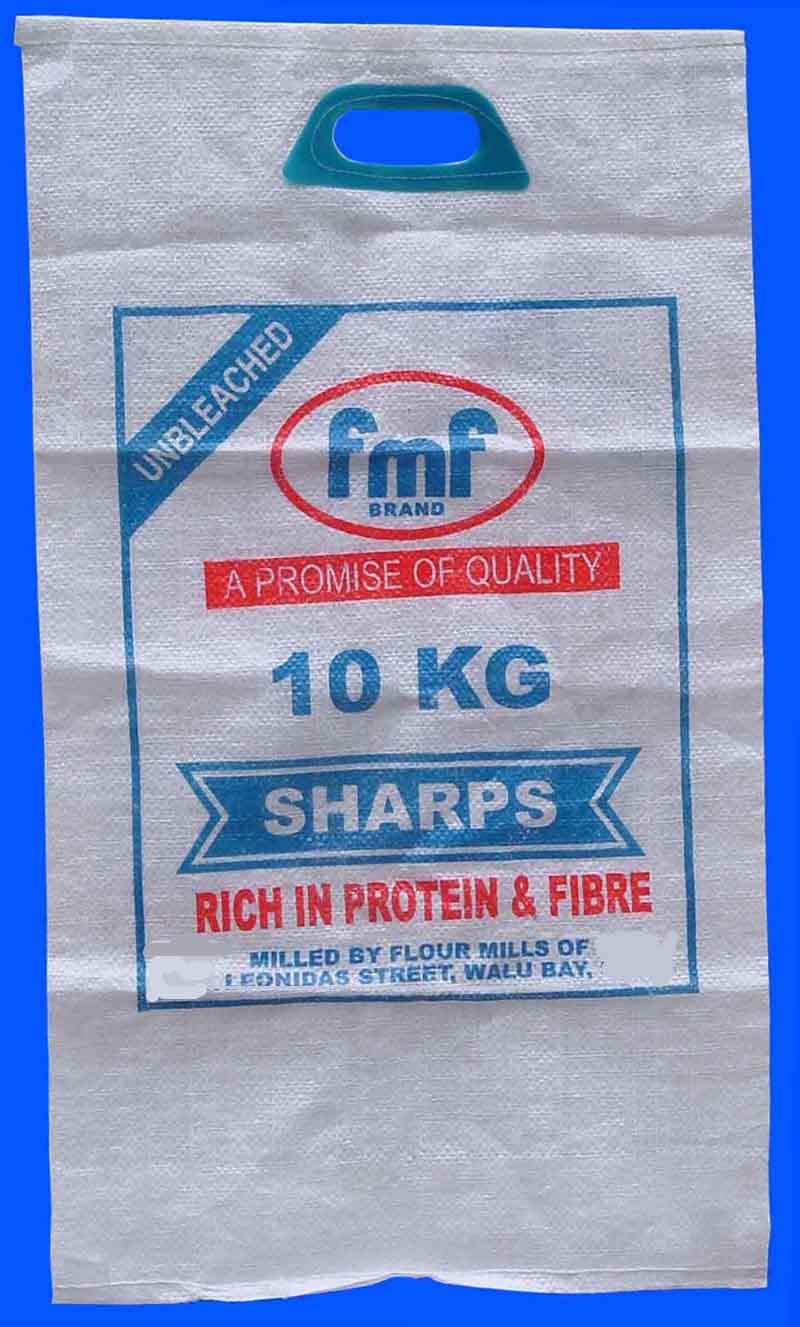 UNBLEACHED
fmf
BRAND
A PROMISE OF QUALITY
10 KG
SHARPS
RICH IN PROTEIN & FIBRE
MILLED BY FLOUR MILLS OF
LEONIDAS STREET, WALU BAY,